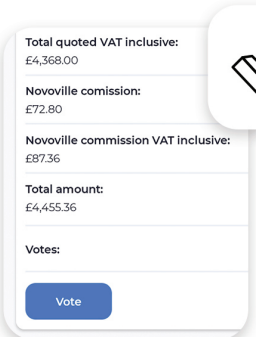 Total quoted VAT inclusive:
£4,368.00
Novoville comission:
£72.80
Novoville commission VAT inclusive:
£87.36
Total amount:
£4,455.36
Votes:
Vote